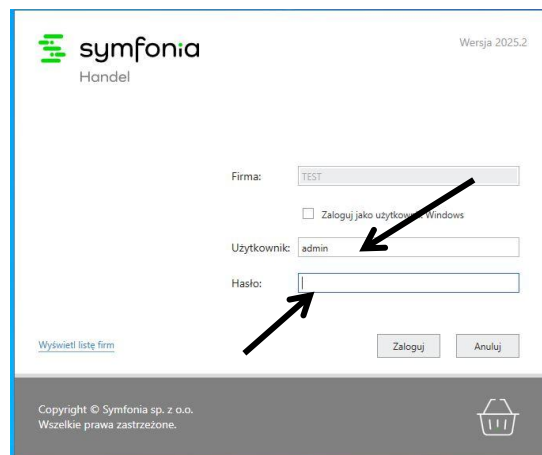 symfonia
Wersja 2025.2
Handel
Firma: TEST
Zaloguj jako użytkownik Windows
Użytkownik: admin
Hasło:
Wyświetl listę firm
Zaloguj
Anuluj
Copyright © Symfonia sp. z o.o.
Wszelkie prawa zastrzeżone.